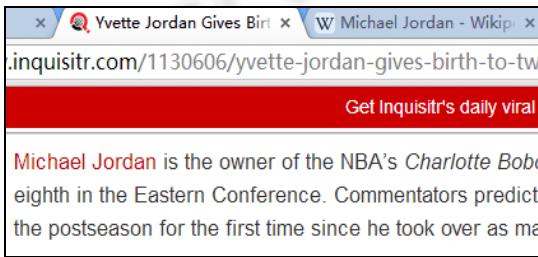 Yvette Jordan Gives Birt
Michael Jordan - Wikip
.inquisitr.com/1130606/yvette-jordan-gives-birth-to-tw
Get Inquisitr's daily viral
Michael Jordan is the owner of the NBA's Charlotte Bobc
eighth in the Eastern Conference. Commentators predict
the postseason for the first time since he took over as ma